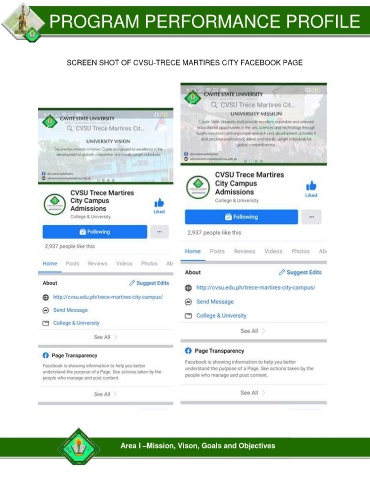 PROGRAM PERFORMANCE PROFILE
SCREEN SHOT OF CVSU-TRECE MARTIRES CITY FACEBOOK PAGE
CAVITE STATE UNIVERSITY
CVSU Trece Martires Cit...
UNIVERSITY VISION
CVSU Trece Martires
City Campus
Admissions
College & University
Liked
Following
2,937 people like this
Home Posts Reviews Videos Photos Ab
About Suggest Edits
http://cvsu.edu.ph/trece-martires-city-campus/
Send Message
College & University
See All
Page Transparency
Facebook is showing information to help you better
understand the purpose of a Page. See actions taken by the
people who manage and post content.
See All
CAVITE STATE UNIVERSITY
CVSU Trece Martires Cit...
UNIVERSITY MISSION
CVSU Trece Martires
City Campus
Admissions
College & University
Liked
Following
2,937 people like this
Home Posts Reviews Videos Photos Ab
About Suggest Edits
http://cvsu.edu.ph/trece-martires-city-campus/
Send Message
College & University
See All
Page Transparency
Facebook is showing information to help you better
understand the purpose of a Page. See actions taken by the
people who manage and post content.
See All
Area I –Mission, Vison, Goals and Objectives